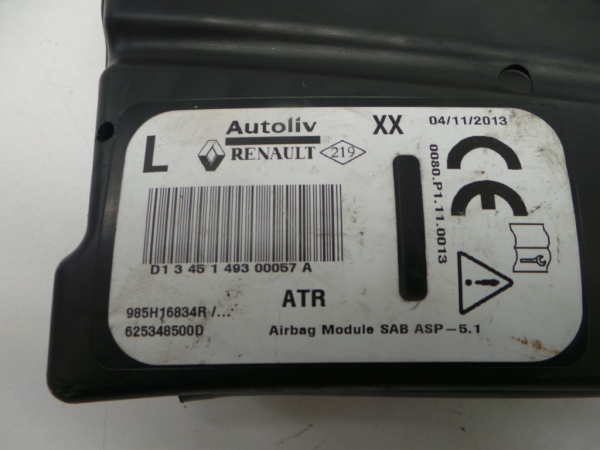 L
Autoliv
XX
04/11/2013
RENAULT 219
CE
0080.P1.11.0013
D1 3 45 1 493 00057 A
985H16834R /...
625348500D
ATR
Airbag Module SAB ASP-5.1